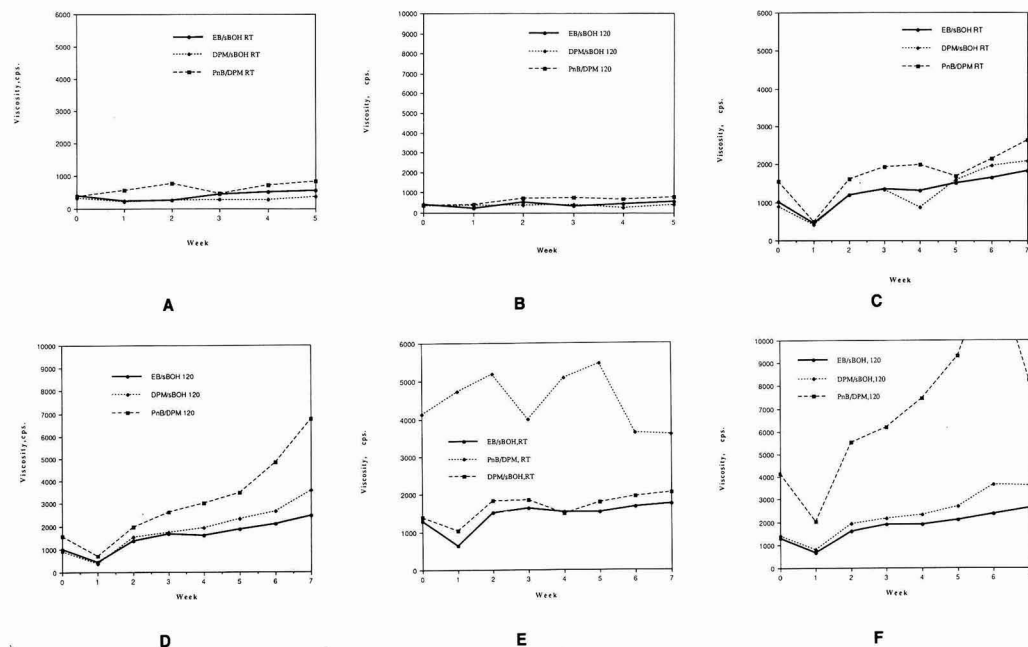 6000
5000
4000
3000
2000
1000
0
Viscosity,cps.
EB/sBOH RT
DPM/sBOH RT
PnB/DPM RT
0 1 2 3 4 5
Week
A
10000
9000
8000
7000
6000
5000
4000
3000
2000
1000
0
Viscosity, cps.
EB/sBOH 120
DPM/sBOH 120
PnB/DPM 120
0 1 2 3 4 5
Week
B
6000
5000
4000
3000
2000
1000
0
Viscosity, cps.
EB/sBOH RT
DPM/sBOH RT
PnB/DPM RT
0 1 2 3 4 5 6 7
Week
C
10000
9000
8000
7000
6000
5000
4000
3000
2000
1000
0
Viscosity,cps.
EB/sBOH 120
DPM/sBOH 120
PnB/DPM 120
0 1 2 3 4 5 6 7
Week
D
6000
5000
4000
3000
2000
1000
0
Viscosity, cps.
EB/sBOH,RT
PnB/DPM, RT
DPM/sBOH,RT
0 1 2 3 4 5 6 7
Week
E
10000
9000
8000
7000
6000
5000
4000
3000
2000
1000
0
Viscosity, cps.
EB/sBOH, 120
DPM/sBOH,120
PnB/DPM,120
0 1 2 3 4 5 6
Week
F